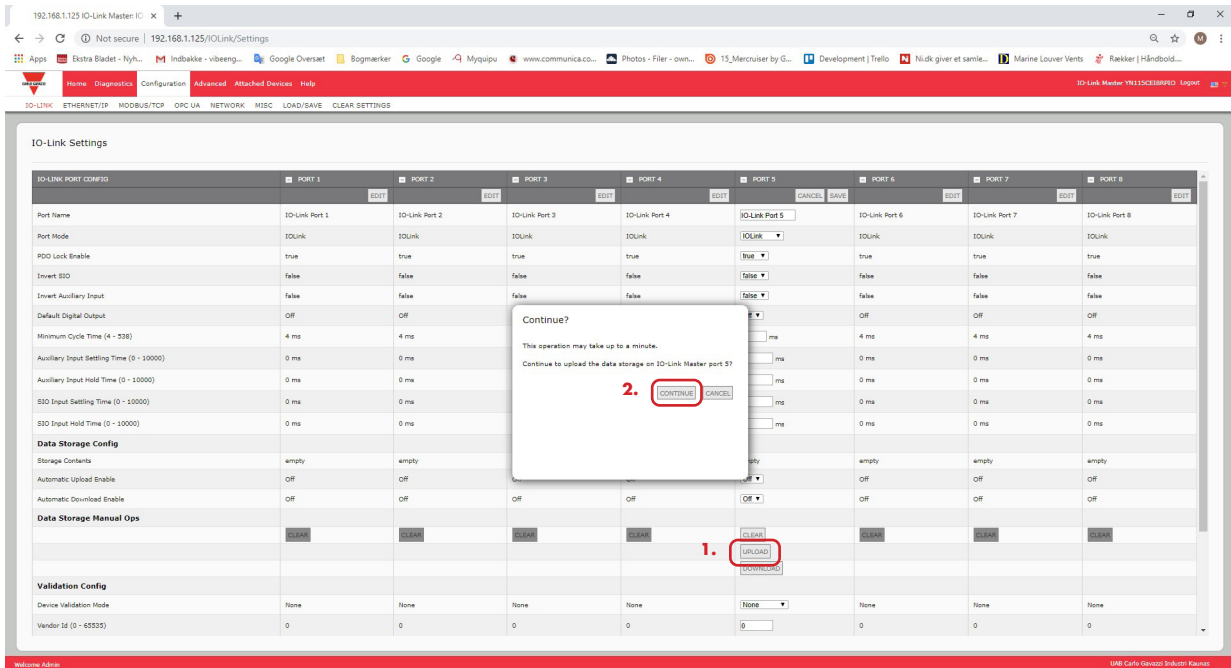 192.168.1.125 IO-Link Master: IO
Not secure | 192.168.1.125/IOLink/Settings
Apps Ekstra Bladet - Nyh... Indbakke - vibeeng... Google Oversæt Bogmærker Google Myquipu www.communica.co... Photos - Filer - own... 15_Mercruiser by G... Development | Trello Ni.dk giver et samle... Marine Louver Vents Rækker | Håndbold....
CARLO GAVAZZI Home Diagnostics Configuration Advanced Attached Devices Help Logout
IO-LINK ETHERNET/IP MODBUS/TCP OPC UA NETWORK MISC LOAD/SAVE CLEAR SETTINGS
IO-Link Settings
IO-LINK PORT CONFIG PORT 1 PORT 2 PORT 3 PORT 4 PORT 5 PORT 6 PORT 7 PORT 8
EDIT EDIT EDIT EDIT CANCEL SAVE EDIT EDIT EDIT
Port Name IO-Link Port 1 IO-Link Port 2 IO-Link Port 3 IO-Link Port 4 IO-Link Port 5 IO-Link Port 6 IO-Link Port 7 IO-Link Port 8
Port Mode IOLink IOLink IOLink IOLink IOLink IOLink IOLink IOLink
PDO Lock Enable true true true true true true true true
Invert SIO false false false false false false false false
Invert Auxiliary Input false false false false false false false false
Default Digital Output Off Off Off Off Off
Minimum Cycle Time (4 - 538) 4 ms 4 ms ms 4 ms 4 ms 4 ms
Auxiliary Input Settling Time (0 - 10000) 0 ms 0 ms ms 0 ms 0 ms 0 ms
Auxiliary Input Hold Time (0 - 10000) 0 ms 0 ms ms 0 ms 0 ms 0 ms
SIO Input Settling Time (0 - 10000) 0 ms 0 ms ms 0 ms 0 ms 0 ms
SIO Input Hold Time (0 - 10000) 0 ms 0 ms ms 0 ms 0 ms 0 ms
Continue?
This operation may take up to a minute.
Continue to upload the data storage on IO-Link Master port 5?
2. CONTINUE CANCEL
Data Storage Config
Storage Contents empty empty empty empty empty
Automatic Upload Enable Off Off Off Off Off
Automatic Download Enable Off Off Off Off Off Off Off Off
Data Storage Manual Ops
CLEAR CLEAR CLEAR CLEAR CLEAR CLEAR CLEAR CLEAR
1. UPLOAD
DOWNLOAD
Validation Config
Device Validation Mode None None None None None None None None
Vendor Id (0 - 65535) 0 0 0 0 0 0 0 0
Welcome Admin UAB Carlo Gavazzi Industri Kaunas